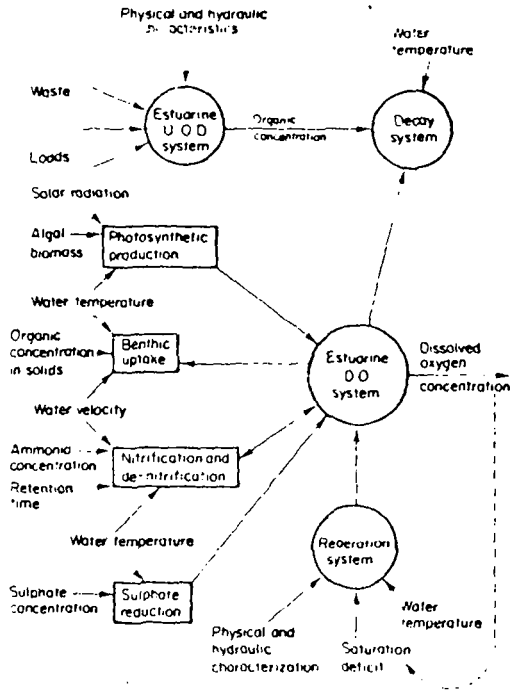 Physical and hydraulic
characteristics
Water
temperature
Waste
Loads
Estuarine
U O D
system
Organic
concentration
Decay
system
Solar radiation
Algal
biomass
Photosynthetic
production
Water temperature
Organic
concentration
in solids
Benthic
uptake
Estuarine
D O
system
Dissolved
oxygen
concentration
Water velocity
Ammonia
concentration
Retention
time
Nitrification and
de-nitrification
Water temperature
Reaeration
system
Sulphate
concentration
Sulphate
reduction
Water
temperature
Physical and
hydraulic
characterization
Saturation
deficit